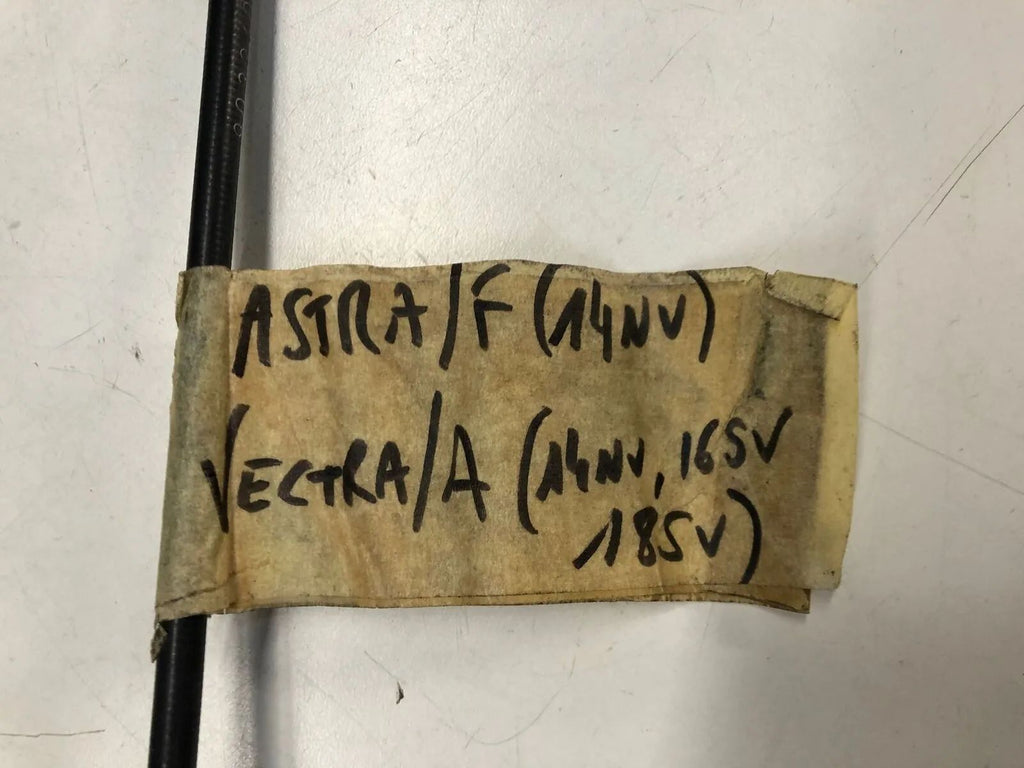 ASTRA/F (14NV)
VECTRA/A (14NV, 16SV
18SV)